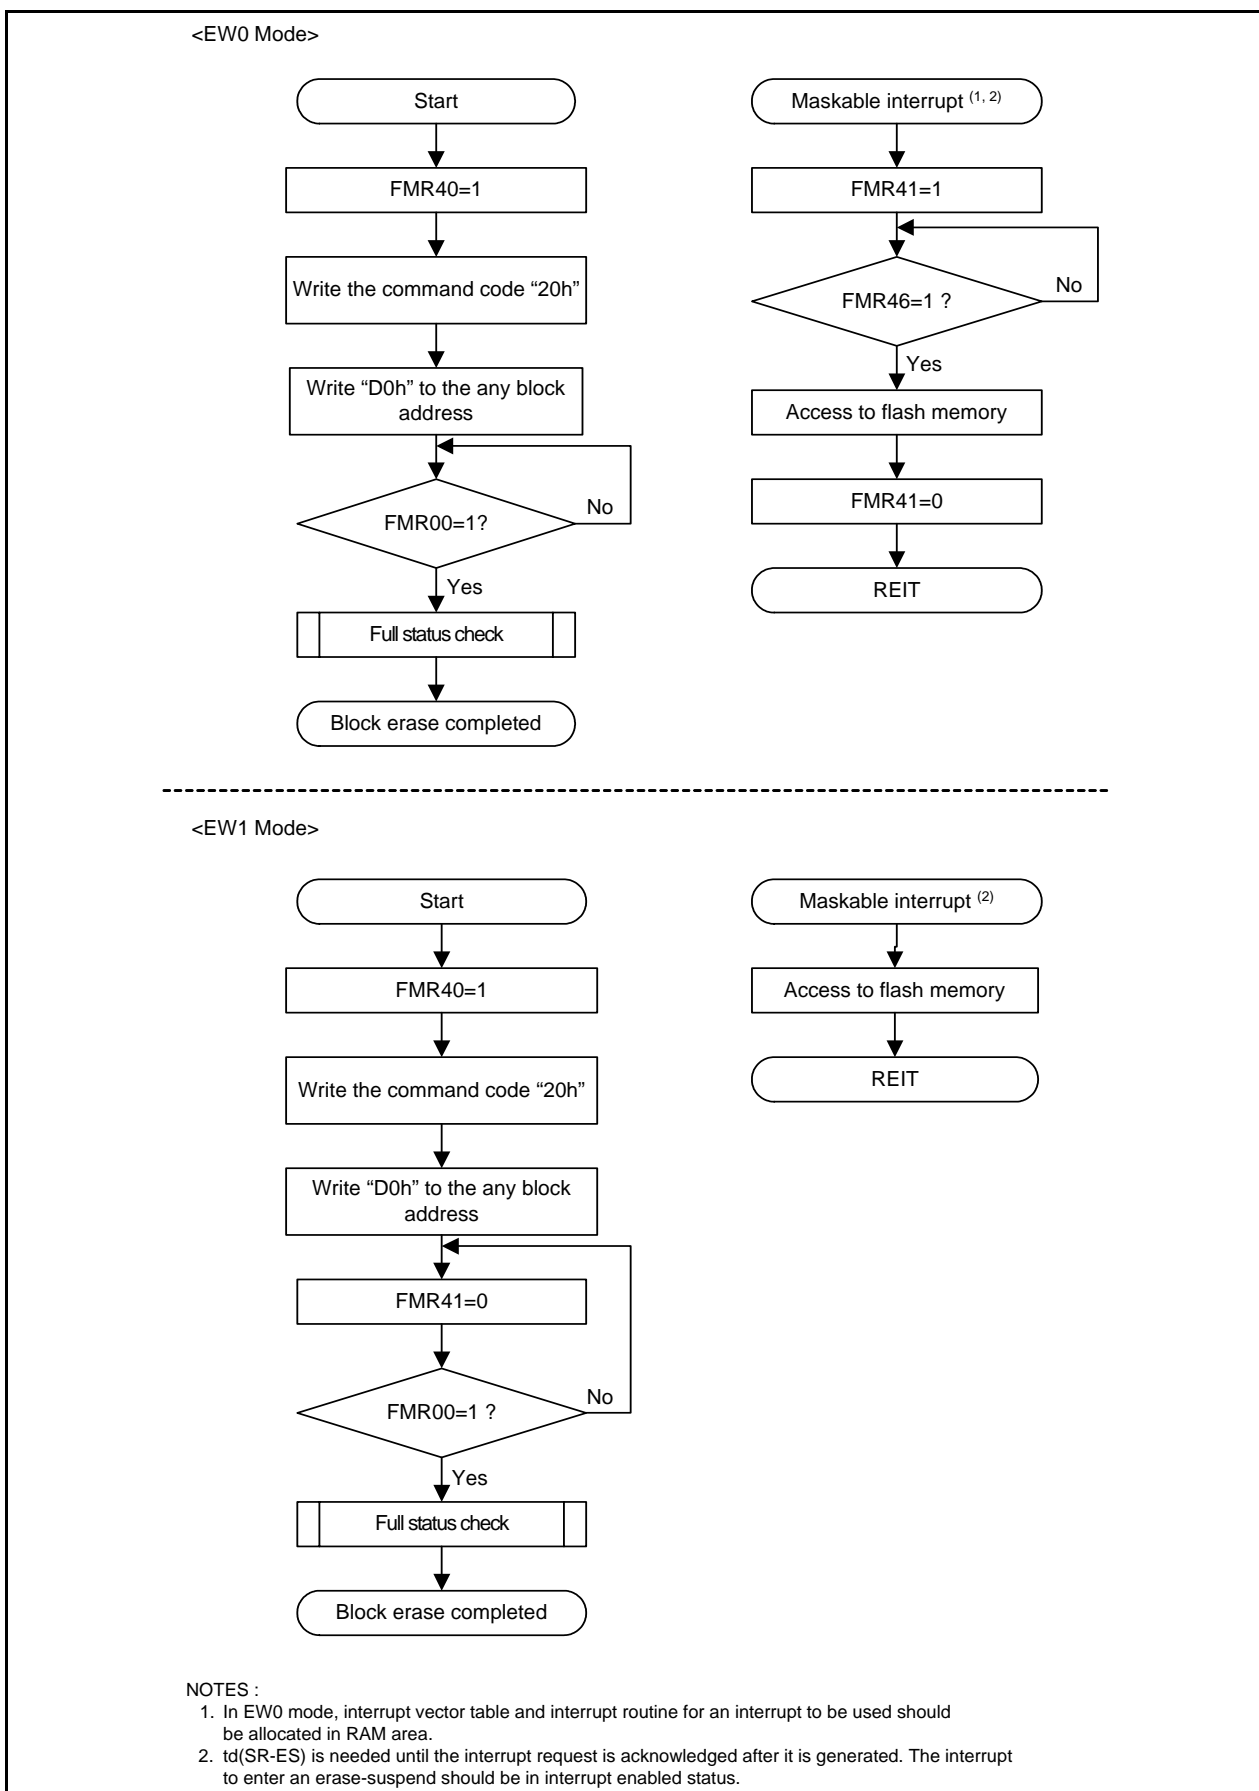 <EW0 Mode>
Start
FMR40=1
Write the command code “20h”
Write “D0h” to the any block
address
FMR00=1?
No
Yes
Full status check
Block erase completed
Maskable interrupt (1, 2)
FMR41=1
FMR46=1 ?
No
Yes
Access to flash memory
FMR41=0
REIT
<EW1 Mode>
Start
FMR40=1
Write the command code “20h”
Write “D0h” to the any block
address
FMR41=0
FMR00=1 ?
No
Yes
Full status check
Block erase completed
Maskable interrupt (2)
Access to flash memory
REIT
NOTES :
1. In EW0 mode, interrupt vector table and interrupt routine for an interrupt to be used should
be allocated in RAM area.
2. td(SR-ES) is needed until the interrupt request is acknowledged after it is generated. The interrupt
to enter an erase-suspend should be in interrupt enabled status.